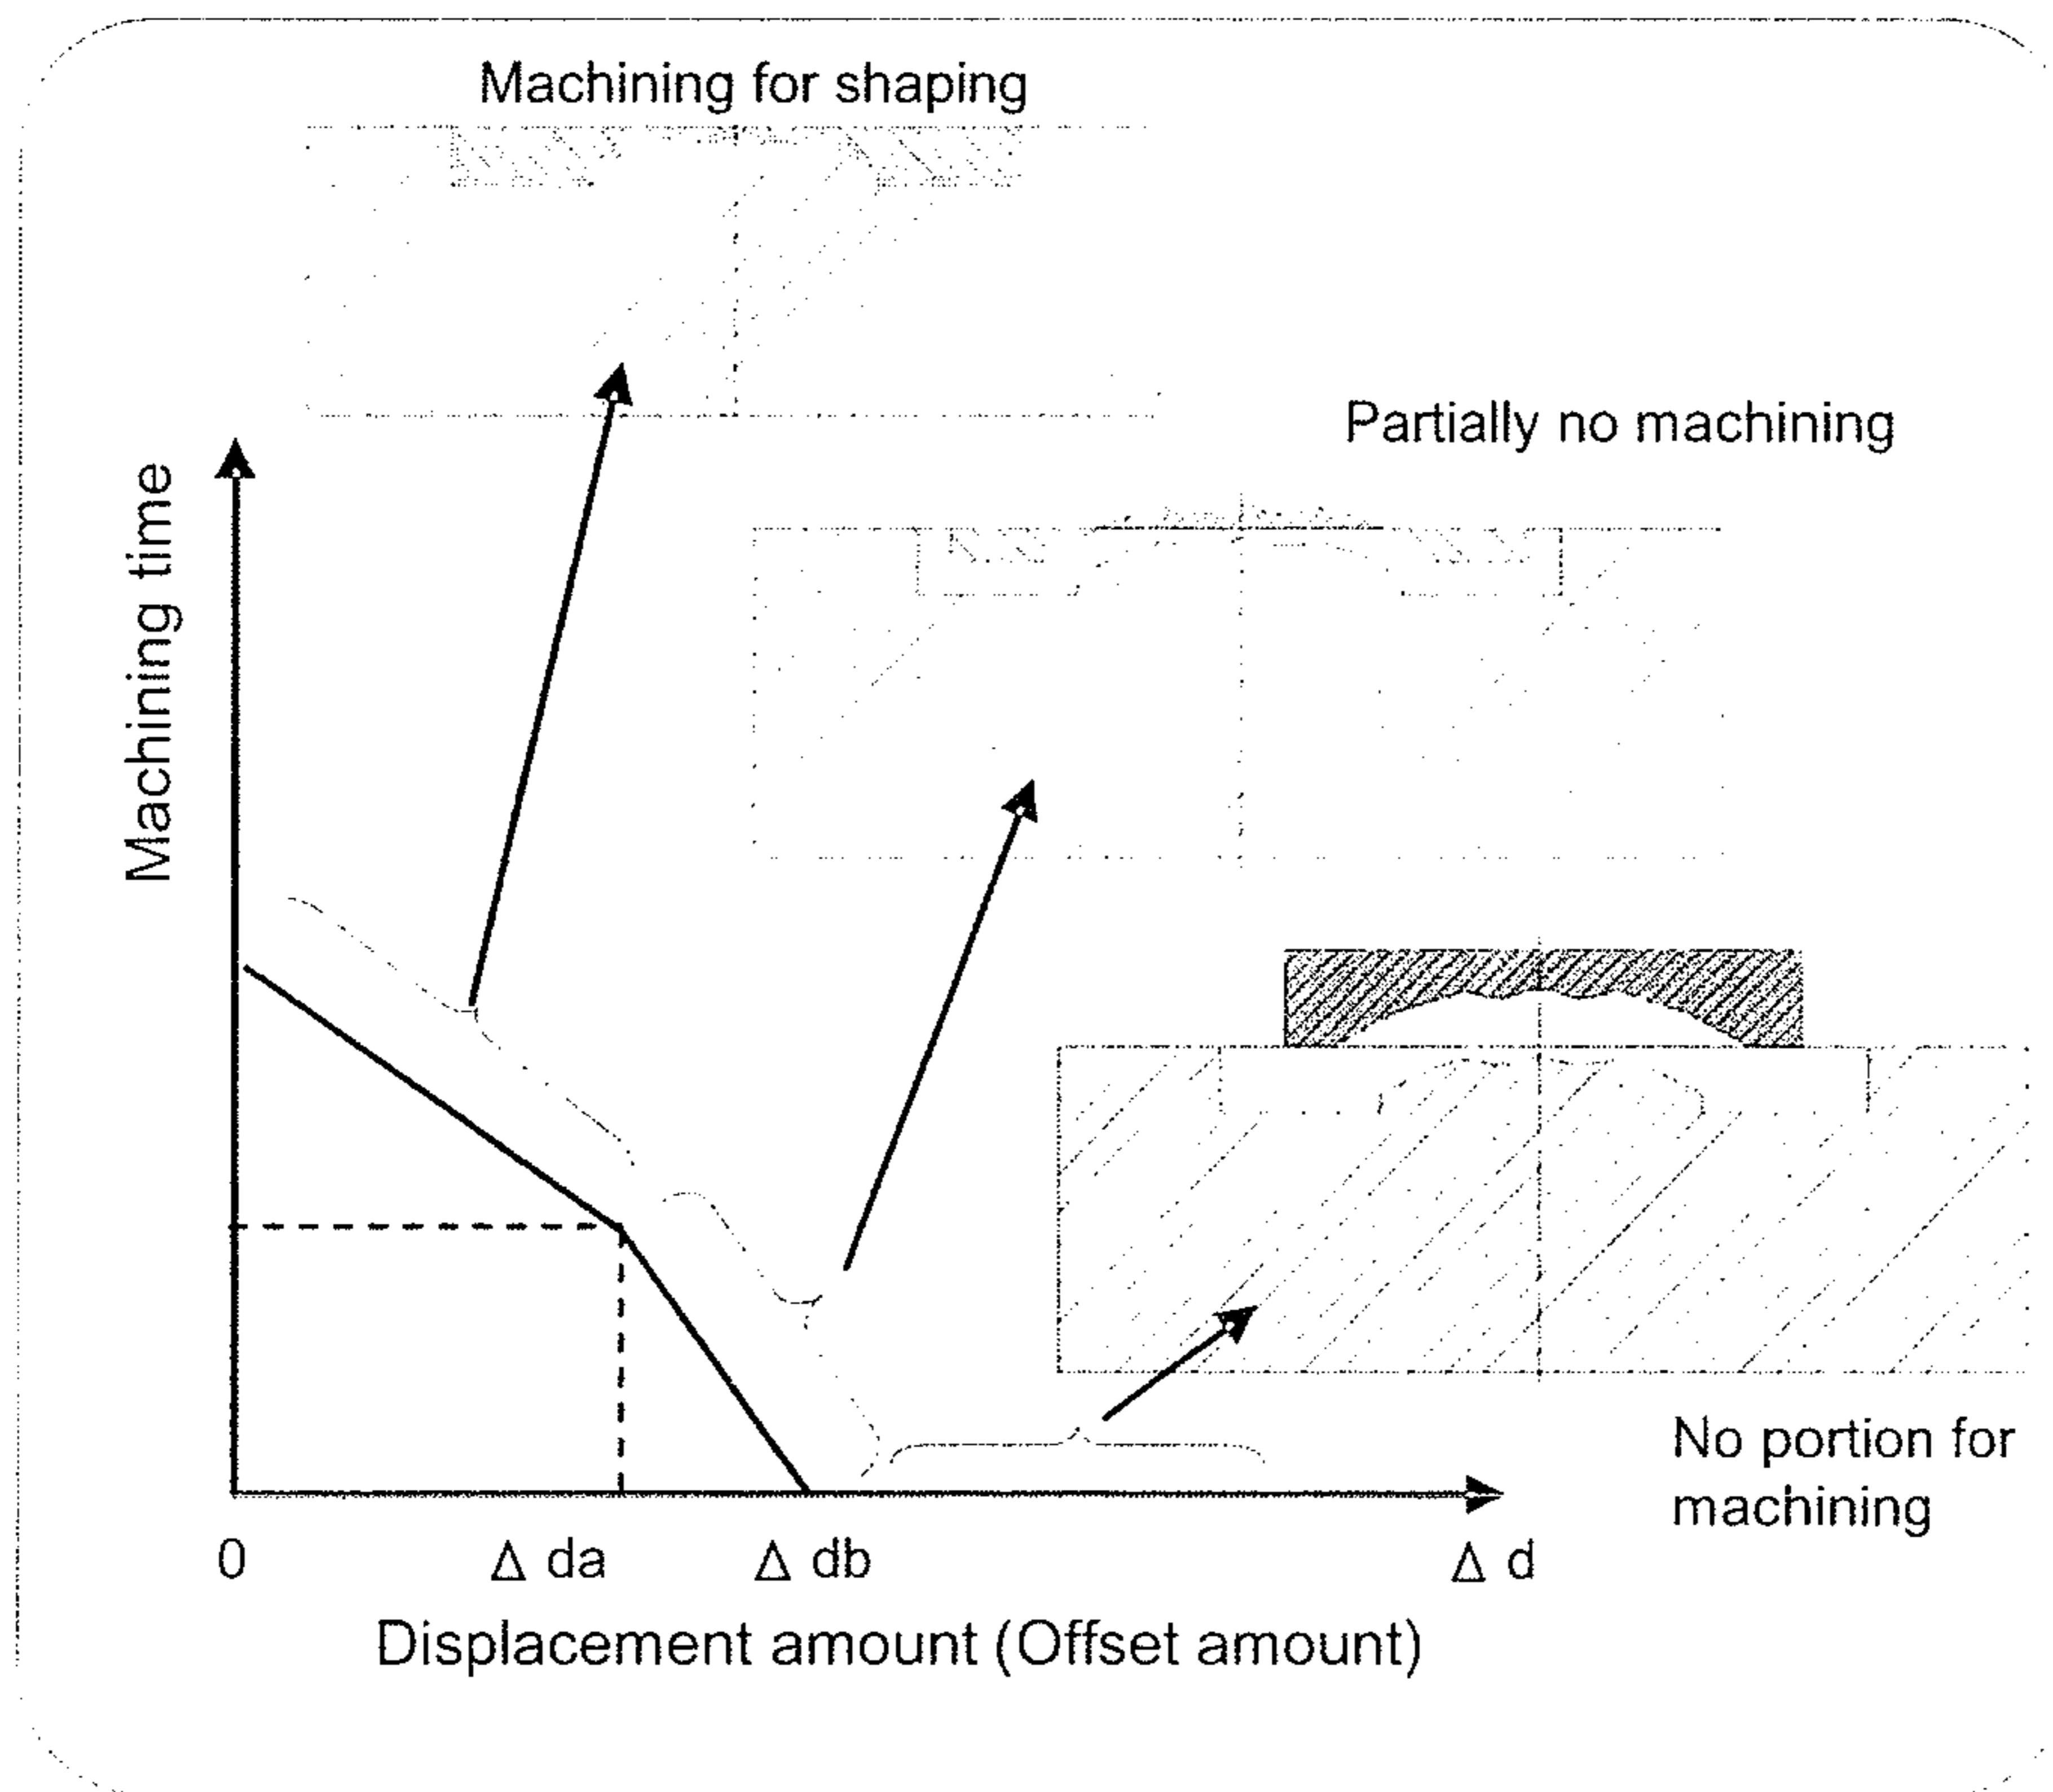 Machining for shaping
Partially no machining
Machining time
No portion for
machining
0
Δ da
Δ db
Δ d
Displacement amount (Offset amount)